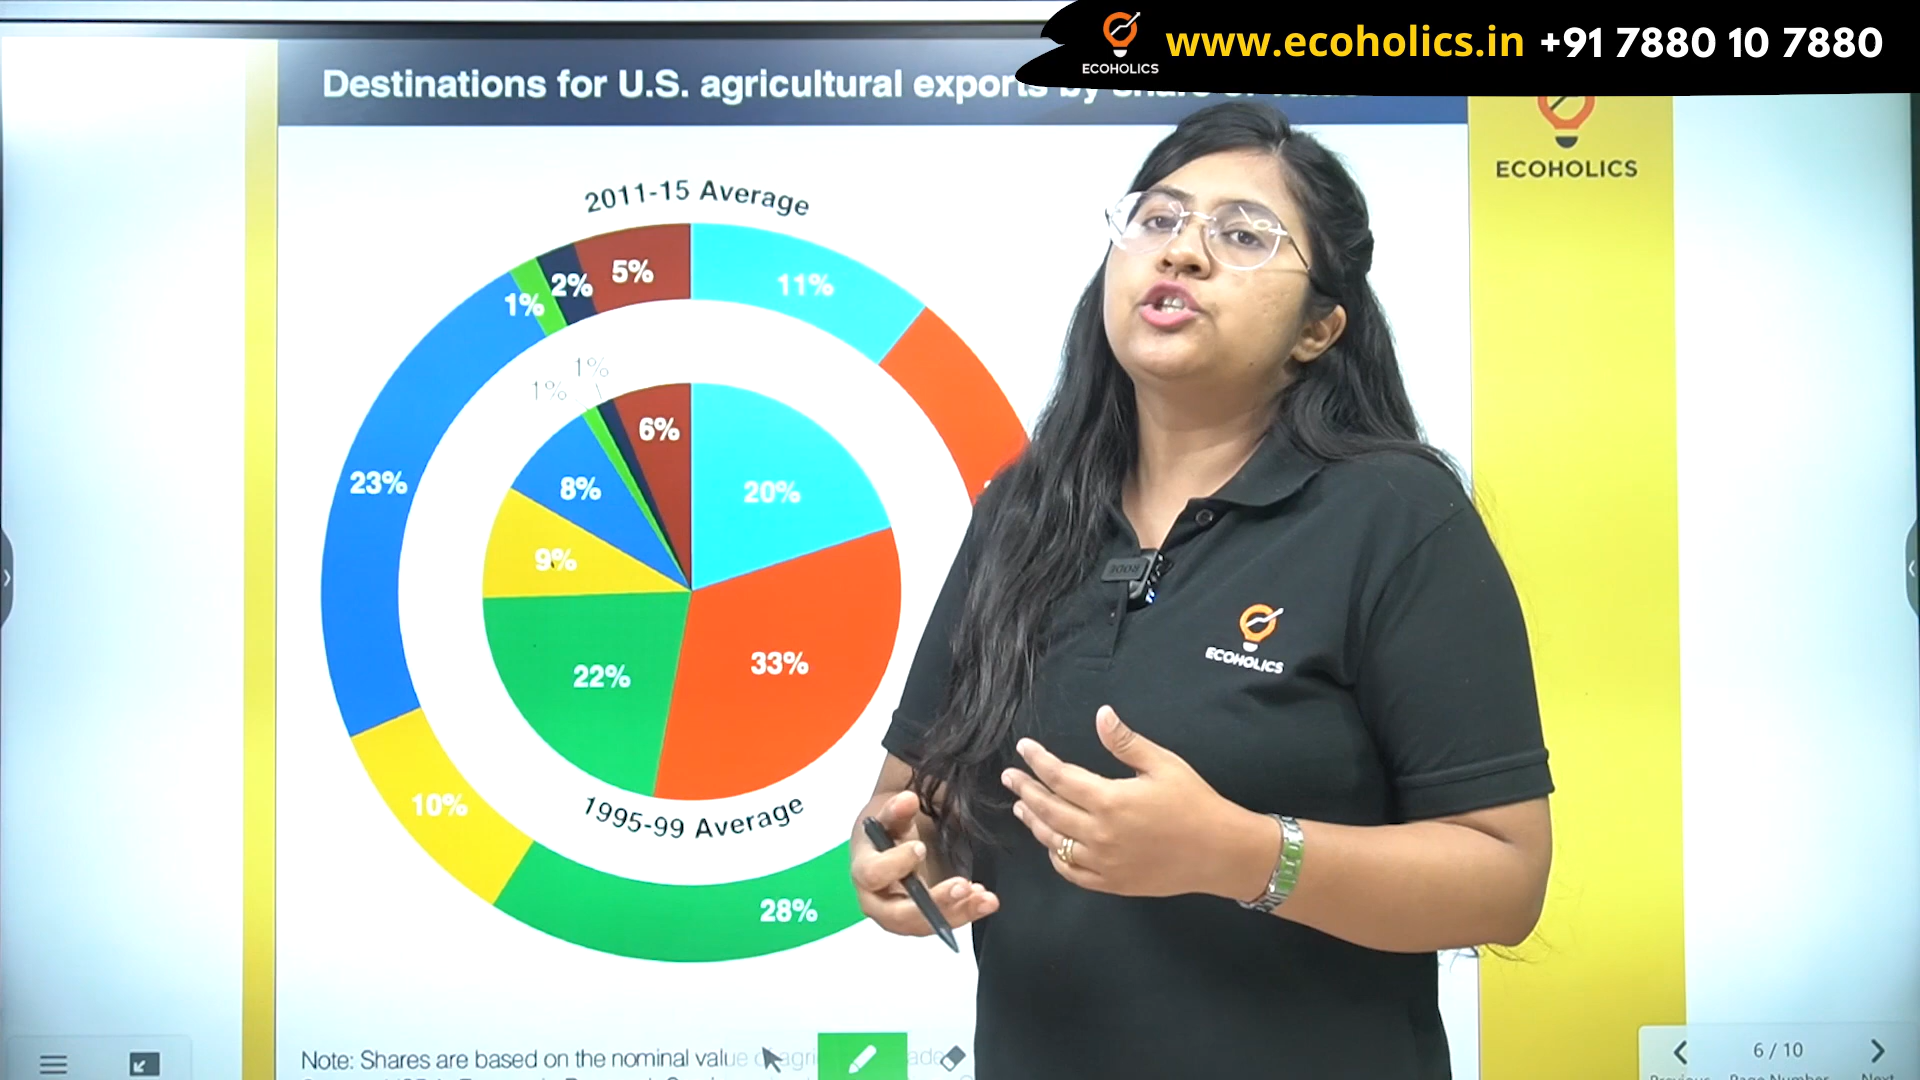 www.ecoholics.in +91 7880 10 7880
ECOHOLICS
Destinations for U.S. agricultural exports by
ECOHOLICS
2011-15 Average
5%
11%
2%
1%
1%
1%
6%
23%
8%
20%
9%
33%
22%
RODE
ECOHOLICS
10%
1995-99 Average
28%
Note: Shares are based on the nominal value
6 / 10